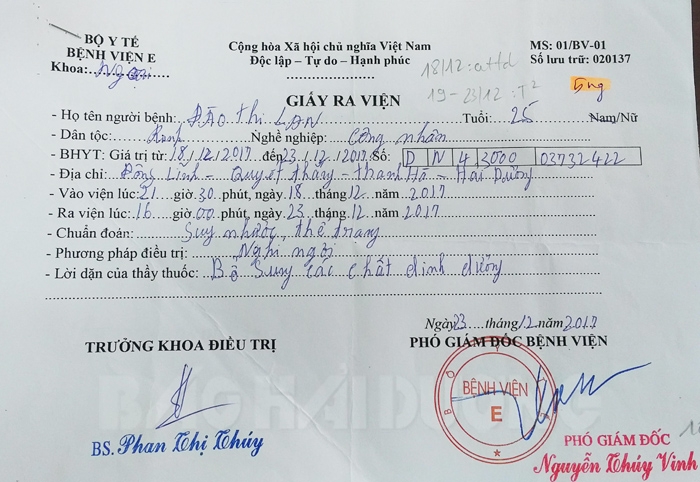 BỘ Y TẾ
BỆNH VIỆN E
Khoa: Ngoại
Cộng hòa Xã hội chủ nghĩa Việt Nam
Độc lập – Tự do – Hạnh phúc
MS: 01/BV-01
Số lưu trữ: 020137
18/12: attd
19-23/12: T2
5 ng
GIẤY RA VIỆN
- Họ tên người bệnh: ĐÀO Thị LAN Tuổi: 25 Nam/Nữ
- Dân tộc: Kinh Nghề nghiệp: Công nhân
- BHYT: Giá trị từ: 18/12/2017 đến 23/12/2017 Số: D N 4 3000 03732422
- Địa chỉ: Đông Lĩnh - Quyết thắng - Thanh Hà - Hải Dương
- Vào viện lúc: 21 giờ 30 phút, ngày 18 tháng 12 năm 2017
- Ra viện lúc: 16 giờ 00 phút, ngày 23 tháng 12 năm 2017
- Chuẩn đoán: Suy nhược, thể trạng
- Phương pháp điều trị: Nghỉ ngơi
- Lời dặn của thầy thuốc: Bổ Sung các chất dinh dưỡng
Ngày 23 tháng 12 năm 2017
TRƯỞNG KHOA ĐIỀU TRỊ
PHÓ GIÁM ĐỐC BỆNH VIỆN
BỘ Y TẾ
BỆNH VIỆN
E
BAOHAIDUONG
BS. Phan Thị Thúy
PHÓ GIÁM ĐỐC
Nguyễn Thúy Vinh